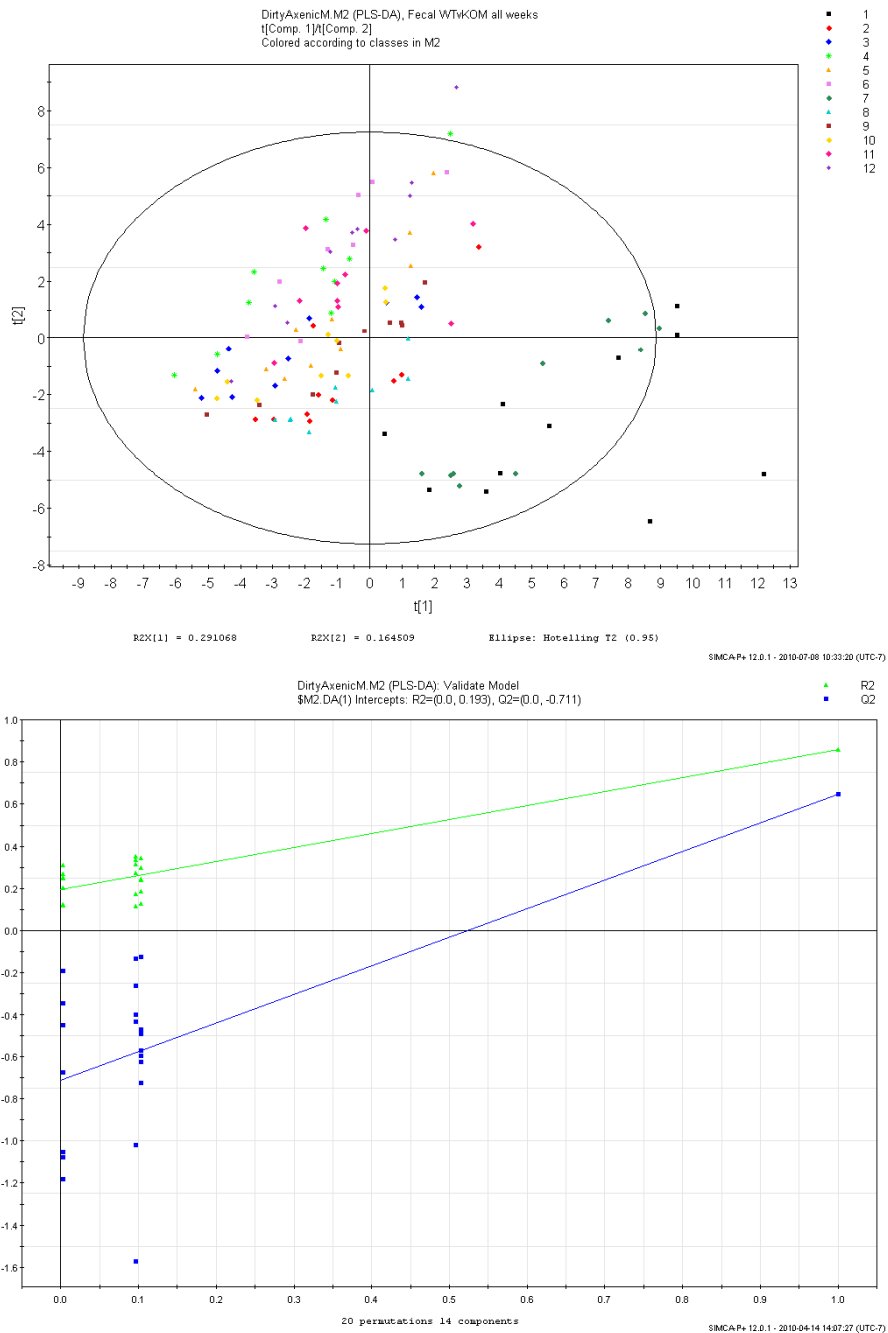 DirtyAxenicM.M2 (PLS-DA), Fecal WTvKOM all weeks
t[Comp. 1]/t[Comp. 2]
Colored according to classes in M2
1
2
3
4
5
6
7
8
9
10
11
12
8
6
4
2
0
-2
-4
-6
-8
t[2]
-9 -8 -7 -6 -5 -4 -3 -2 -1 0 1 2 3 4 5 6 7 8 9 10 11 12 13
t[1]
R2X[1] = 0.291068 R2X[2] = 0.164509 Ellipse: Hotelling T2 (0.95)
SIMCA-P+ 12.0.1 - 2010-07-08 10:33:20 (UTC-7)
DirtyAxenicM.M2 (PLS-DA): Validate Model
$M2.DA(1) Intercepts: R2=(0.0, 0.193), Q2=(0.0, -0.711)
R2
Q2
1.0
0.8
0.6
0.4
0.2
0.0
-0.2
-0.4
-0.6
-0.8
-1.0
-1.2
-1.4
-1.6
0.0 0.1 0.2 0.3 0.4 0.5 0.6 0.7 0.8 0.9 1.0
20 permutations 14 components
SIMCA-P+ 12.0.1 - 2010-04-14 14:07:27 (UTC-7)